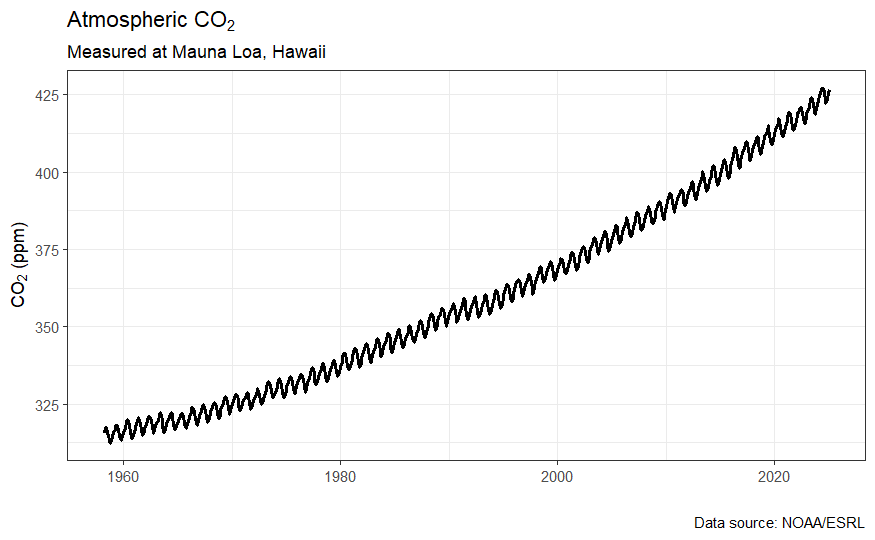 Atmospheric CO₂
Measured at Mauna Loa, Hawaii
CO₂ (ppm)
425
400
375
350
325
1960
1980
2000
2020
Data source: NOAA/ESRL